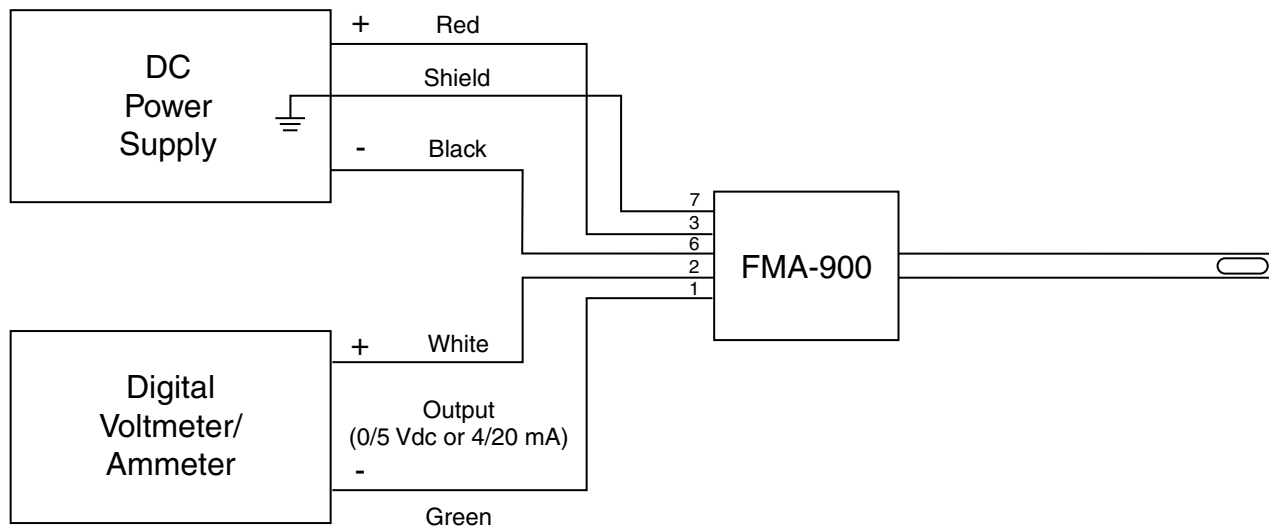 DC
Power
Supply
+
Red
Shield
-
Black
7
3
6
2
1
FMA-900
Digital
Voltmeter/
Ammeter
+
White
Output
(0/5 Vdc or 4/20 mA)
-
Green